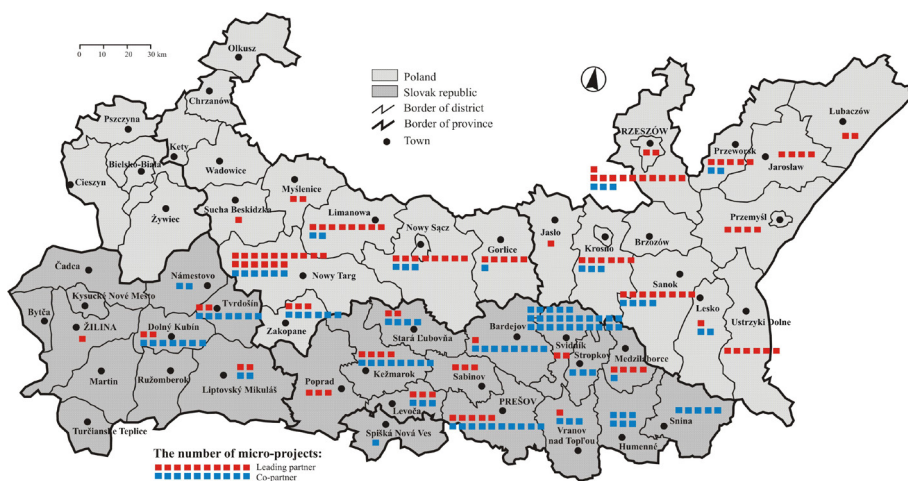 Olkusz
0 10 20 30 km
Poland
Slovak republic
Border of district
Border of province
Town
Chrzanów
Pszczyna
Lubaczów
RZESZÓW
Przeworsk
Jarosław
Kęty
Bielsko-Biała
Wadowice
Cieszyn
Myślenice
Żywiec
Sucha Beskidzka
Limanowa
Nowy Sącz
Gorlice
Jasło
Krosno
Brzozów
Przemyśl
Čadca
Námestovo
Nowy Targ
Sanok
Lesko
Ustrzyki Dolne
Kysucké Nové Mesto
Tvrdošín
Bytča
ŽILINA
Dolný Kubín
Zakopane
Stará Ľubovňa
Bardejov
Svidník
Stropkov
Medzilaborce
Martin
Ružomberok
Liptovský Mikuláš
Poprad
Kežmarok
Sabinov
Levoča
PREŠOV
Snina
Turčianske Teplice
Spišká Nová Ves
Vranov
nad Topľou
Humenné
The number of micro-projects:
Leading partner
Co-partner